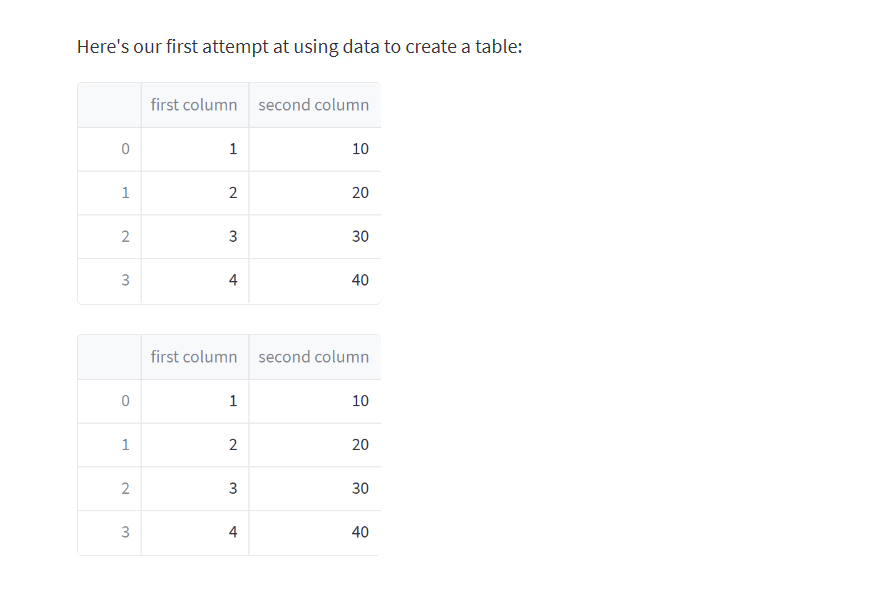 Here's our first attempt at using data to create a table:
first column second column
0 1 10
1 2 20
2 3 30
3 4 40
first column second column
0 1 10
1 2 20
2 3 30
3 4 40